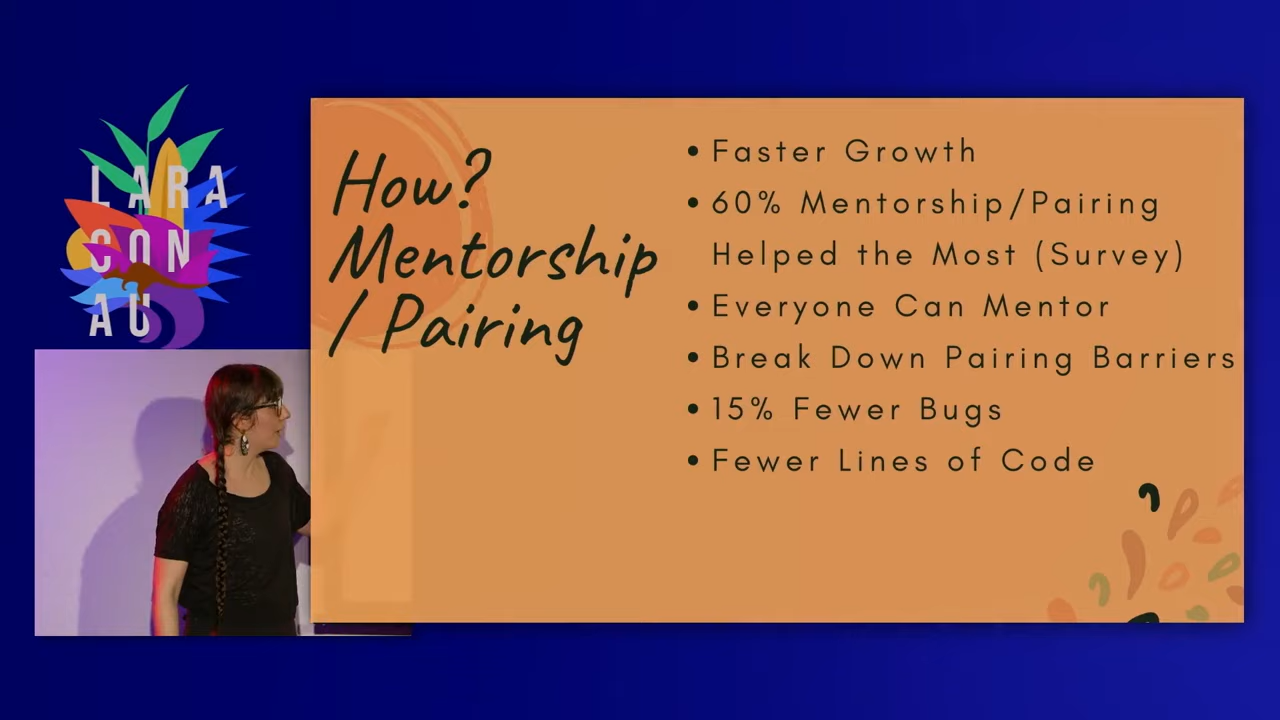 LARA
CON
AU
How?
Mentorship
/ Pairing
• Faster Growth
• 60% Mentorship/Pairing
Helped the Most (Survey)
• Everyone Can Mentor
• Break Down Pairing Barriers
• 15% Fewer Bugs
• Fewer Lines of Code